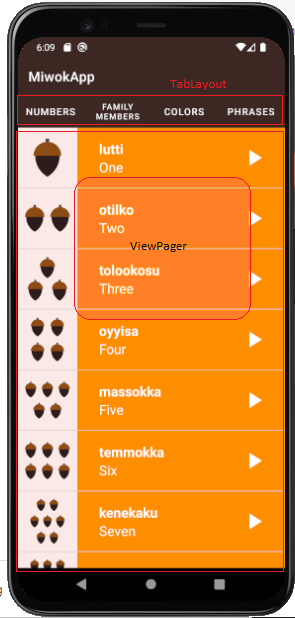 6:09
MiwokApp
TabLayout
NUMBERS
FAMILY
MEMBERS
COLORS
PHRASES
lutti
One
otilko
Two
ViewPager
tolookosu
Three
oyyisa
Four
massokka
Five
temmokka
Six
kenekaku
Seven